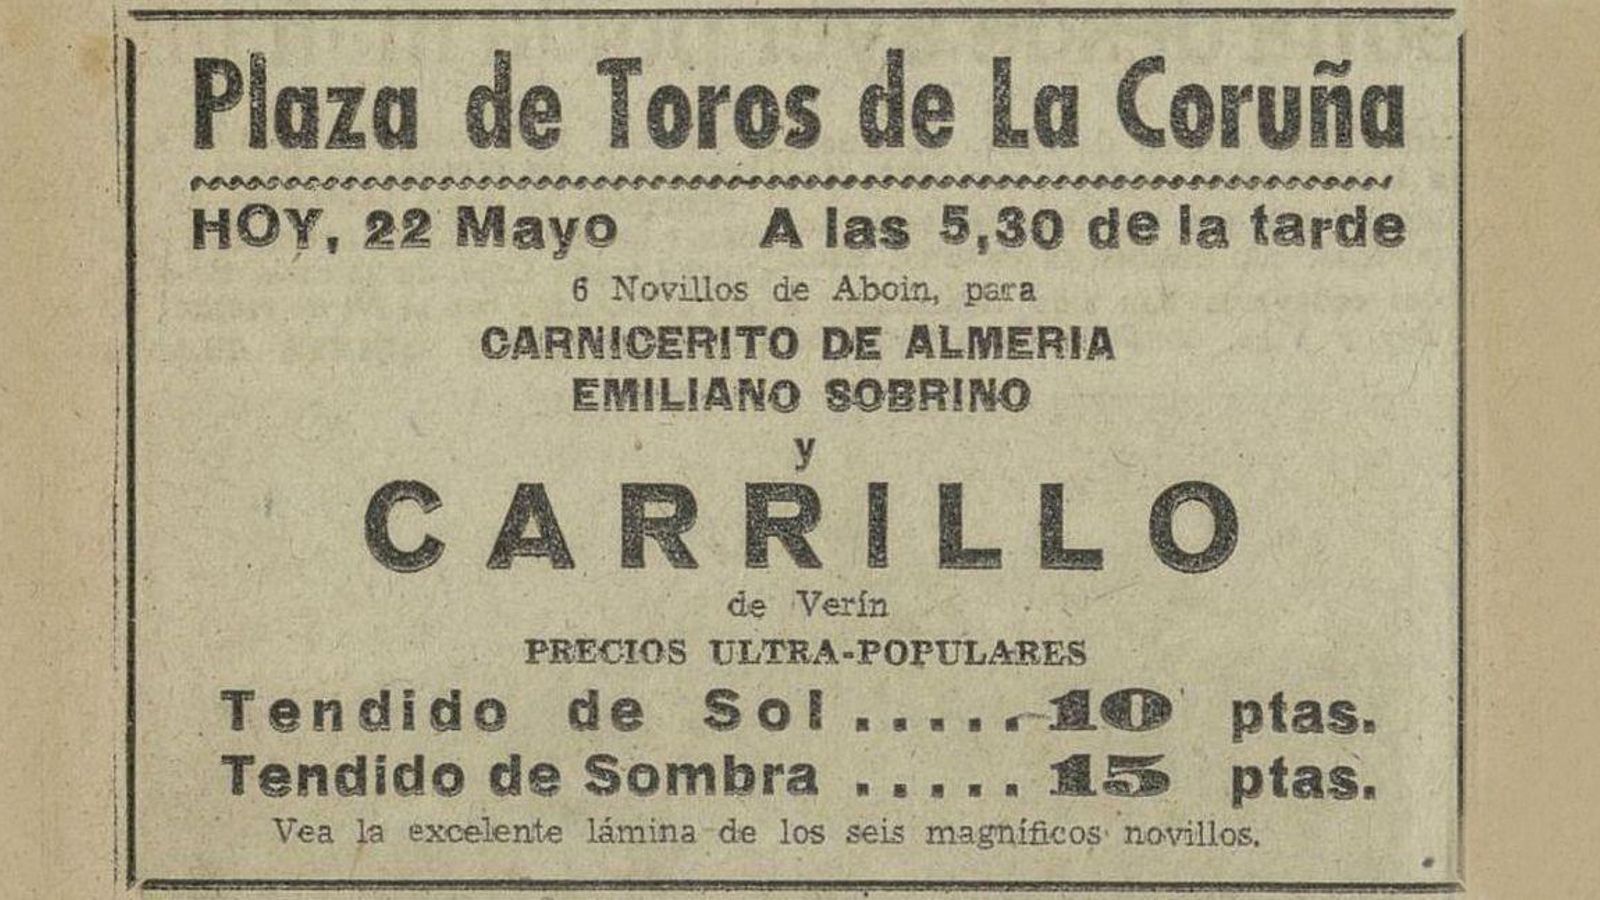 Plaza de Toros de La Coruña
HOY, 22 Mayo A las 5,30 de la tarde
6 Novillos de Aboin, para
CARNICERITO DE ALMERIA
EMILIANO SOBRINO
y
CARRILLO
de Verín
PRECIOS ULTRA-POPULARES
Tendido de Sol.....10 ptas.
Tendido de Sombra .....15 ptas.
Vea la excelente lámina de los seis magníficos novillos.